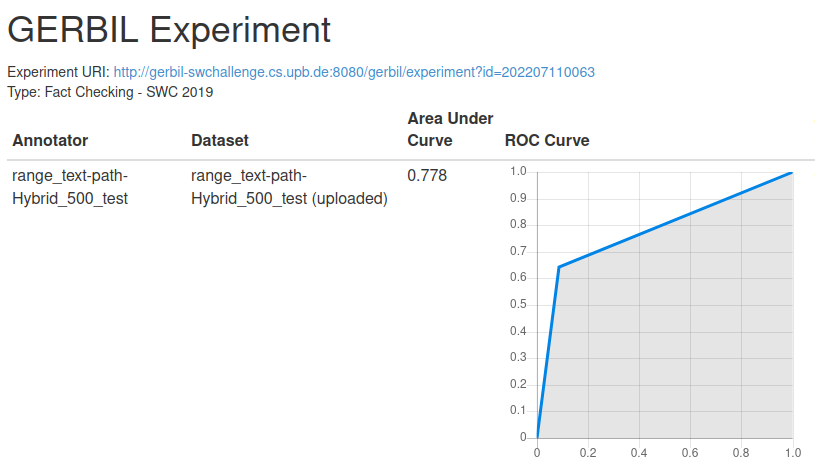 GERBIL Experiment
Experiment URI: http://gerbil-swchallenge.cs.upb.de:8080/gerbil/experiment?id=202207110063
Type: Fact Checking - SWC 2019
Annotator
Dataset
Area Under
Curve
ROC Curve
range_text-path-
Hybrid_500_test
range_text-path-
Hybrid_500_test (uploaded)
0.778
1.0
0.9
0.8
0.7
0.6
0.5
0.4
0.3
0.2
0.1
0
0 0.2 0.4 0.6 0.8 1.0